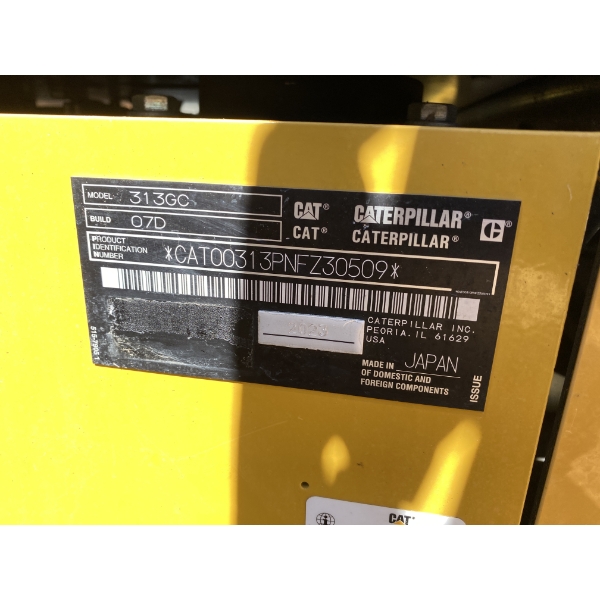 MODEL 313GC
BUILD 07D
CAT® CATERPILLAR®
CAT® CATERPILLAR®
C
PRODUCT IDENTIFICATION NUMBER *CAT00313PNFZ30509*
CATERPILLAR INC.
PEORIA, IL 61629
USA
MADE IN JAPAN
OF DOMESTIC AND
FOREIGN COMPONENTS
ISSUE
CAT